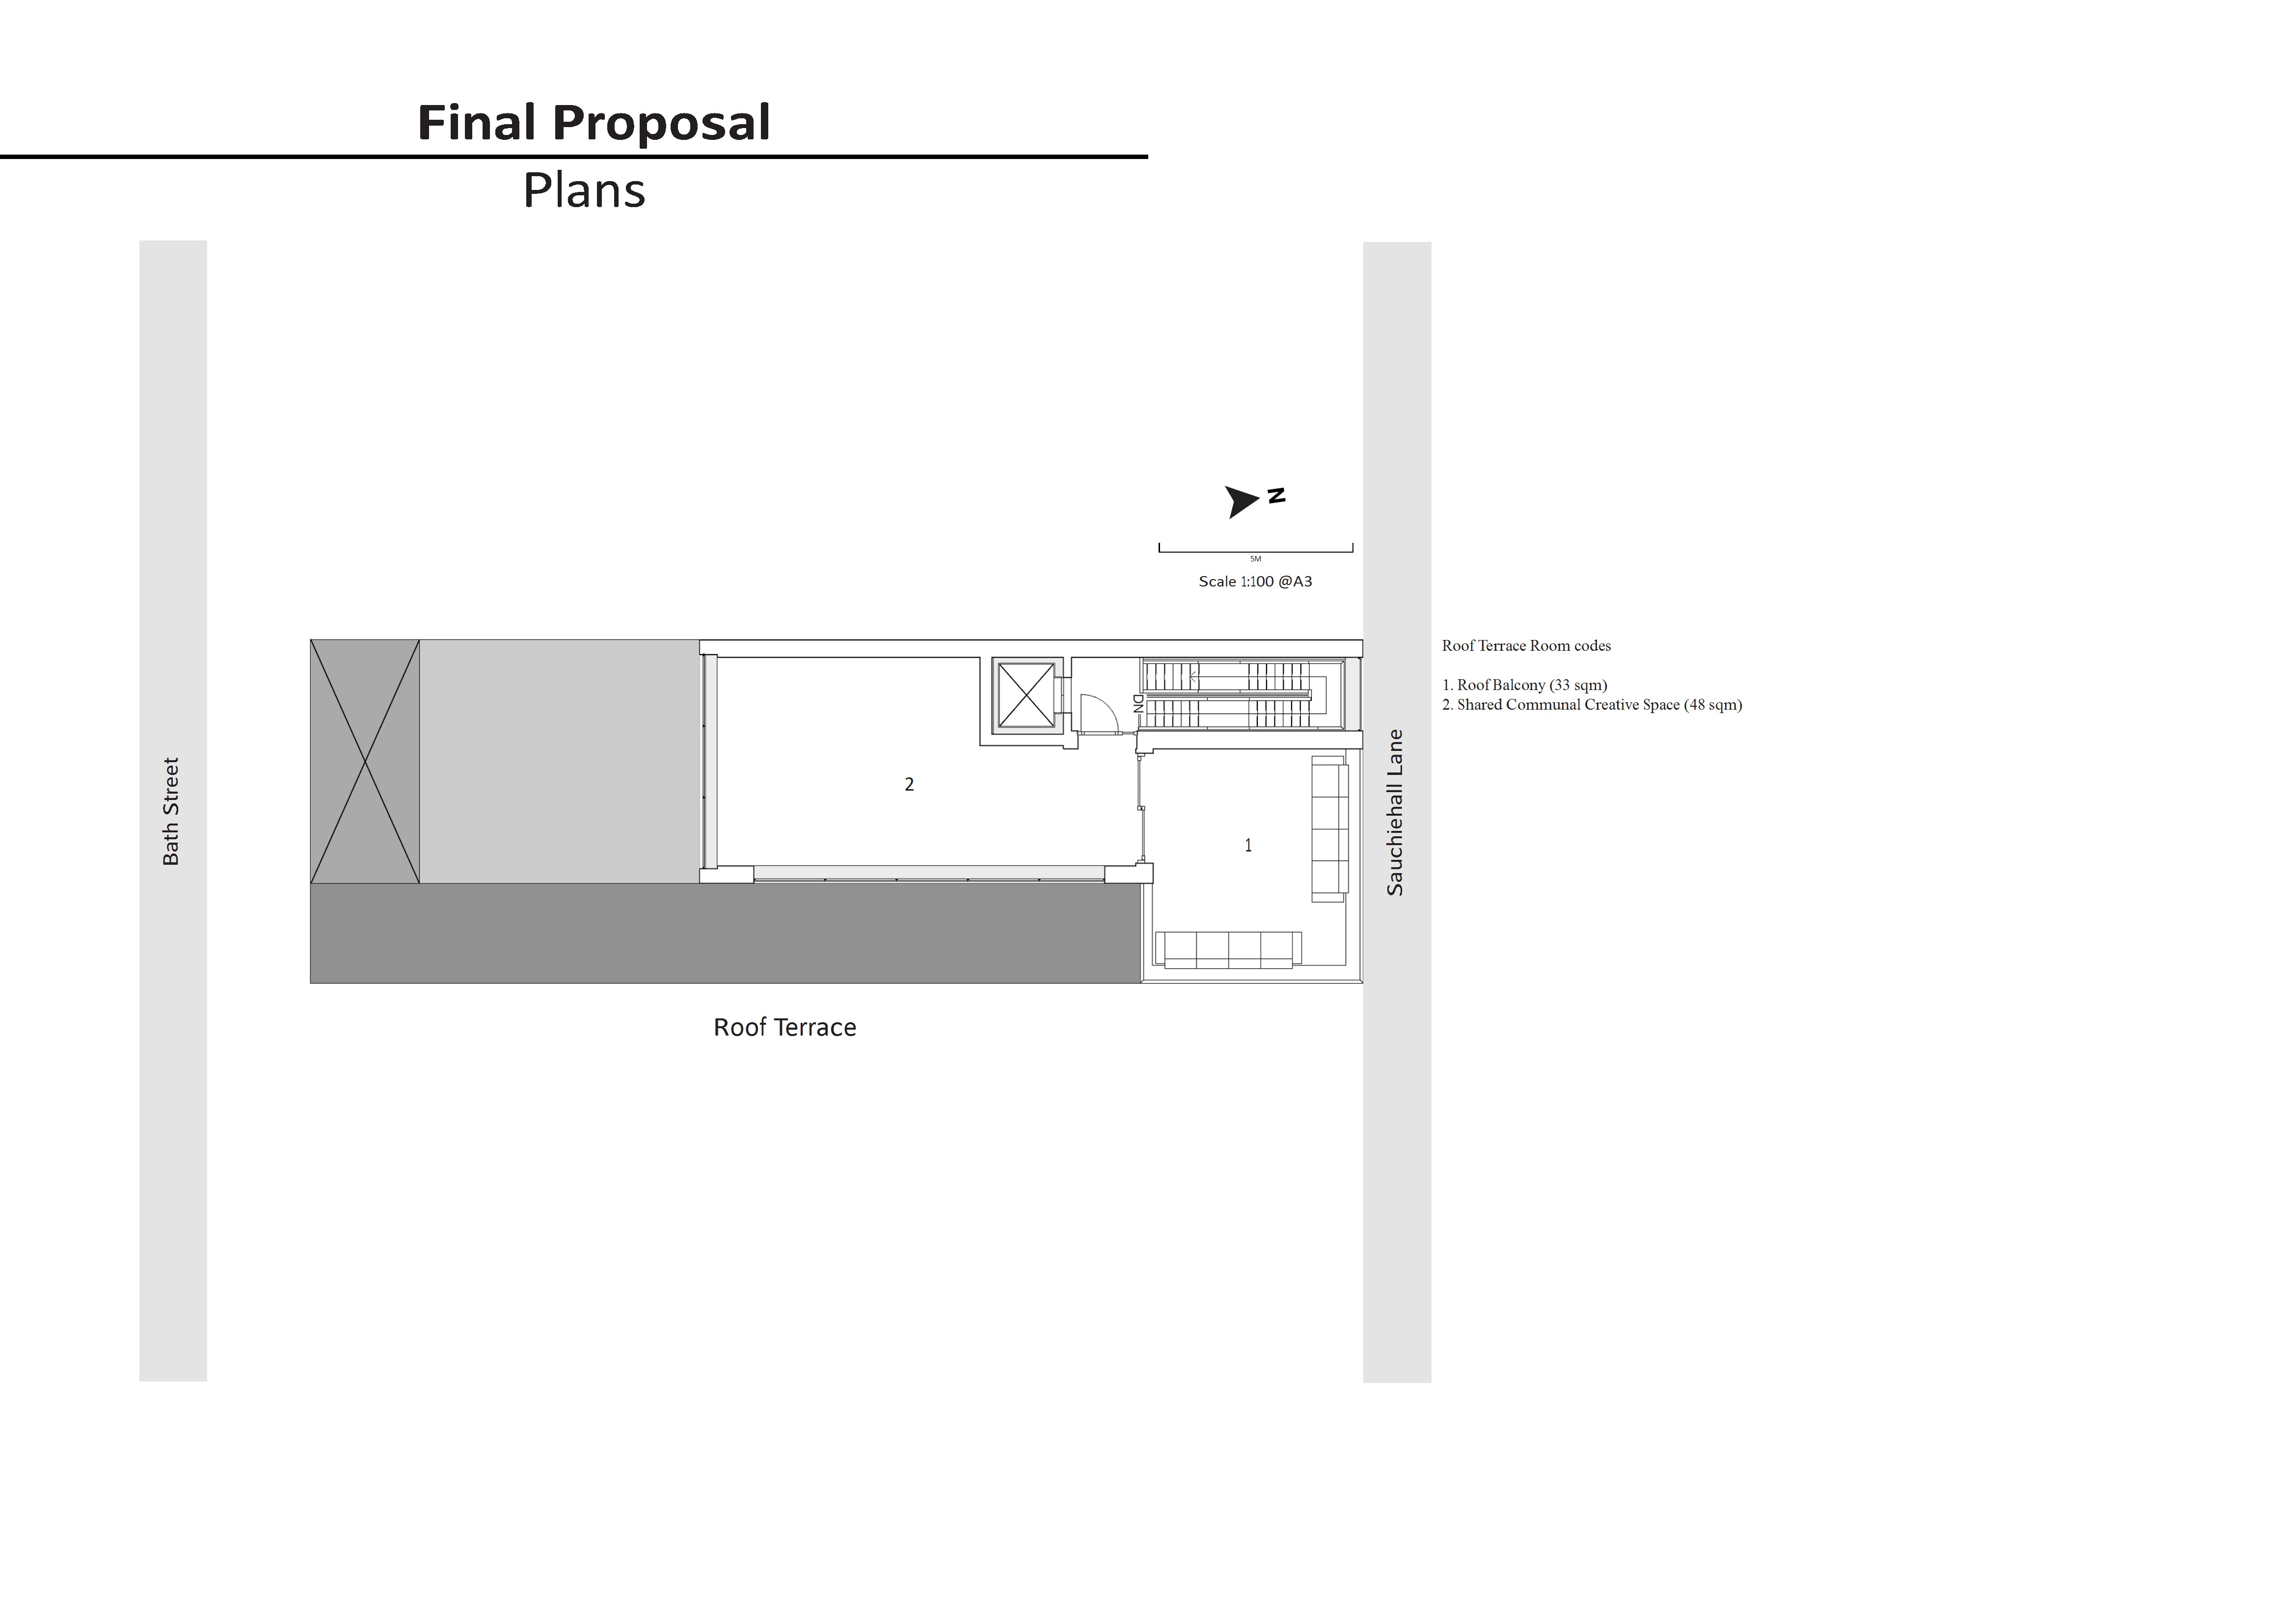 Final Proposal
Plans
N
5M
Scale 1:100 @A3
Roof Terrace Room codes
1. Roof Balcony (33 sqm)
2. Shared Communal Creative Space (48 sqm)
DN
2
1
Bath Street
Sauchiehall Lane
Roof Terrace